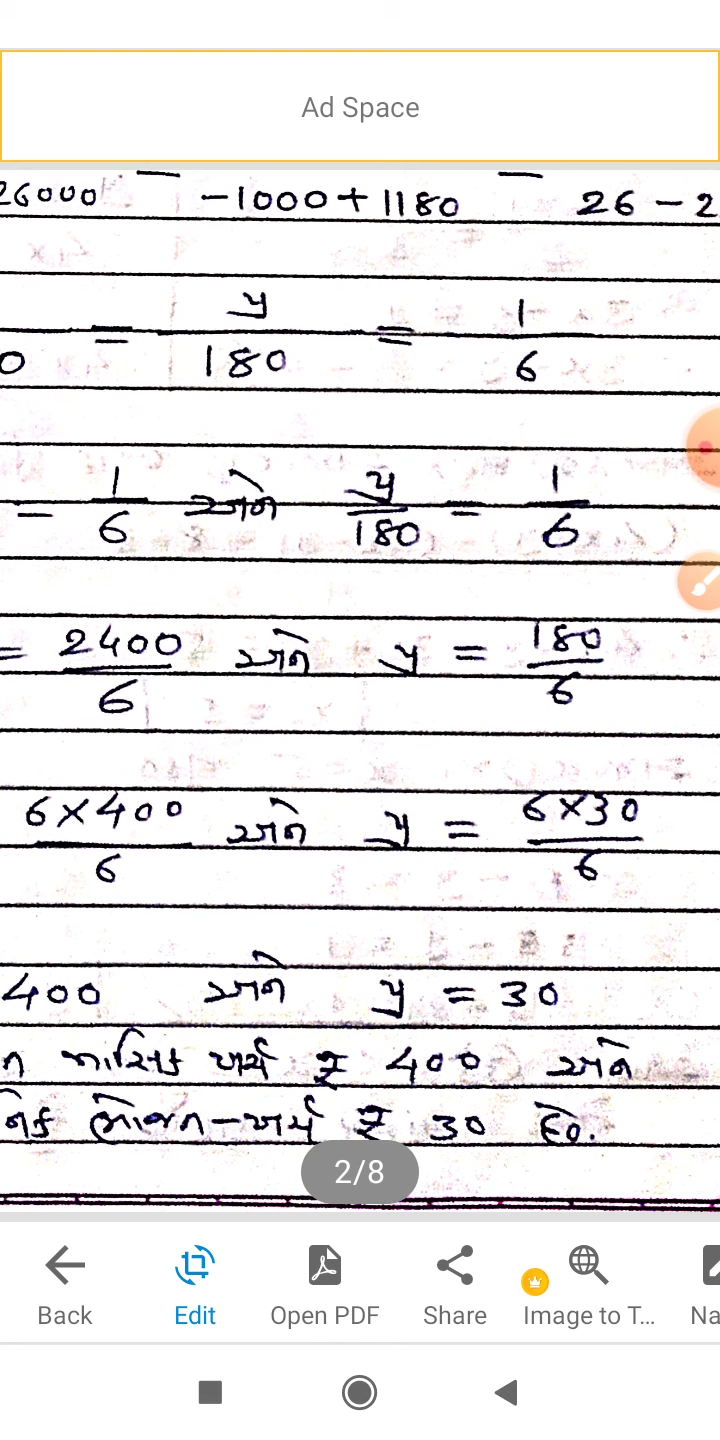 Ad Space
26000 = -1000+1180 = 26-2
0 = y/180 = 1/6
= 1/6 અને y/180 = 1/6
= 2400/6 અને y = 180/6
6×400/6 અને y = 6×30/6
400 અને y = 30
ન માસિક ખર્ચ ₹ 400 અને
નિક ભોજન-ખર્ચ ₹ 30 છે.
2/8
Back Edit Open PDF Share Image to T... Na